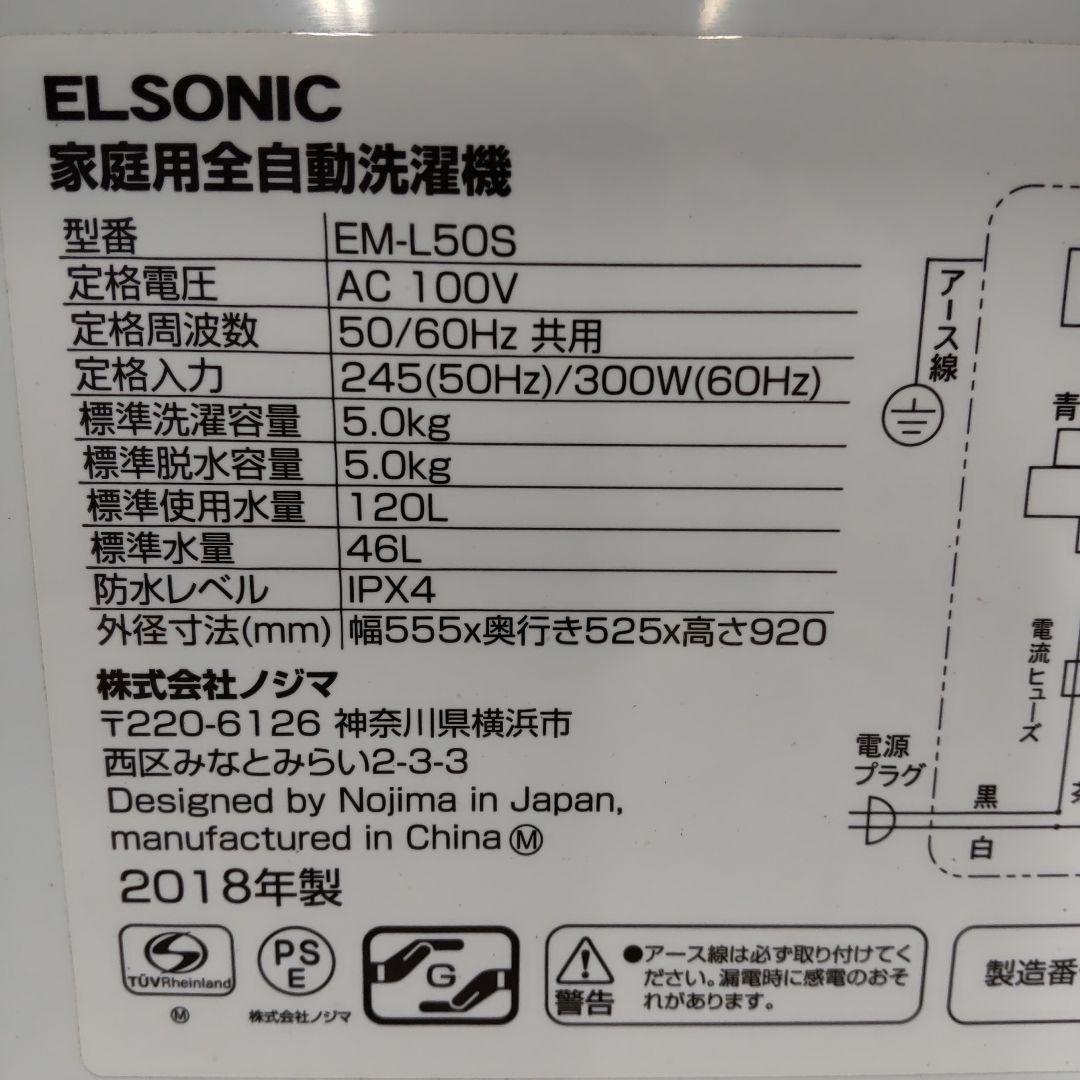 ELSONIC
家庭用全自動洗濯機
型番 EM-L50S
定格電圧 AC 100V
定格周波数 50/60Hz 共用
定格入力 245(50Hz)/300W(60Hz)
標準洗濯容量 5.0kg
標準脱水容量 5.0kg
標準使用水量 120L
標準水量 46L
防水レベル IPX4
外径寸法(mm) 幅555x奥行き525x高さ920
株式会社ノジマ
〒220-6126 神奈川県横浜市
西区みなとみらい2-3-3
Designed by Nojima in Japan,
manufactured in China Ⓜ
2018年製
アース線
青
電流ヒューズ
電源
プラグ
黒
白
TÜVRheinland
Ⓜ
PS
E
株式会社ノジマ
G
警告
●アース線は必ず取り付けてく
ださい。漏電時に感電のおそ
れがあります。
製造番